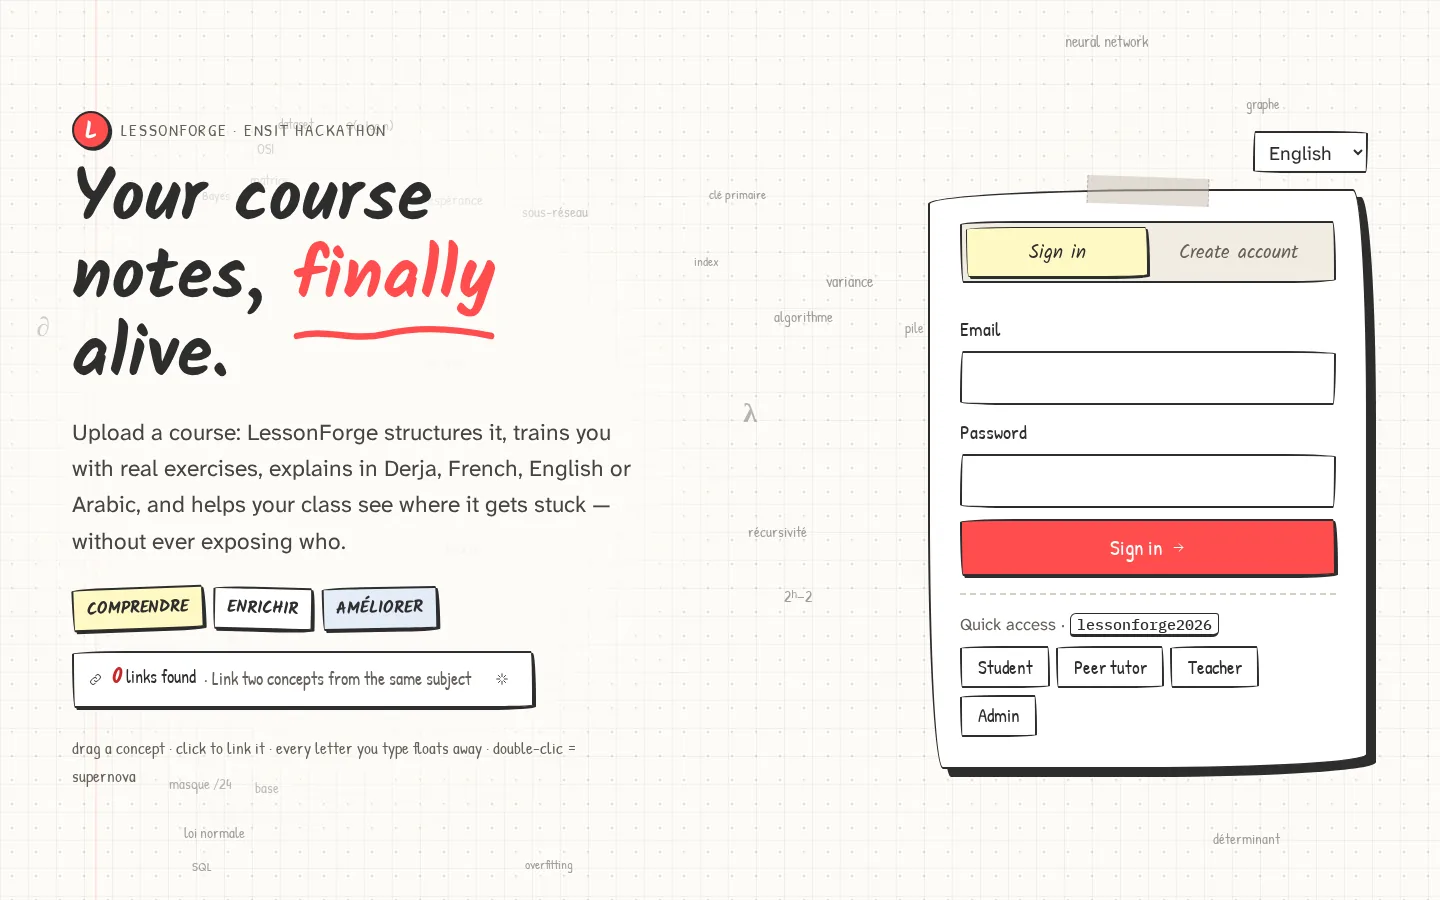 neural network
graphe
L LESSONFORGE · ENSIT HACKATHON
dataset
OSI
English
matrice
Bayes
Your course
notes, finally
alive.
espérance
sous-réseau
clé primaire
index
variance
algorithme
pile
∂
λ
récursivité
2ʰ–2
Upload a course: LessonForge structures it, trains you
with real exercises, explains in Derja, French, English or
Arabic, and helps your class see where it gets stuck —
without ever exposing who.
COMPRENDRE ENRICHIR AMÉLIORER
0 links found · Link two concepts from the same subject
drag a concept · click to link it · every letter you type floats away · double-clic =
supernova
masque /24
base
loi normale
SQL
overfitting
Sign in Create account
Email
Password
Sign in →
Quick access · lessonforge2026
Student Peer tutor Teacher
Admin
déterminant